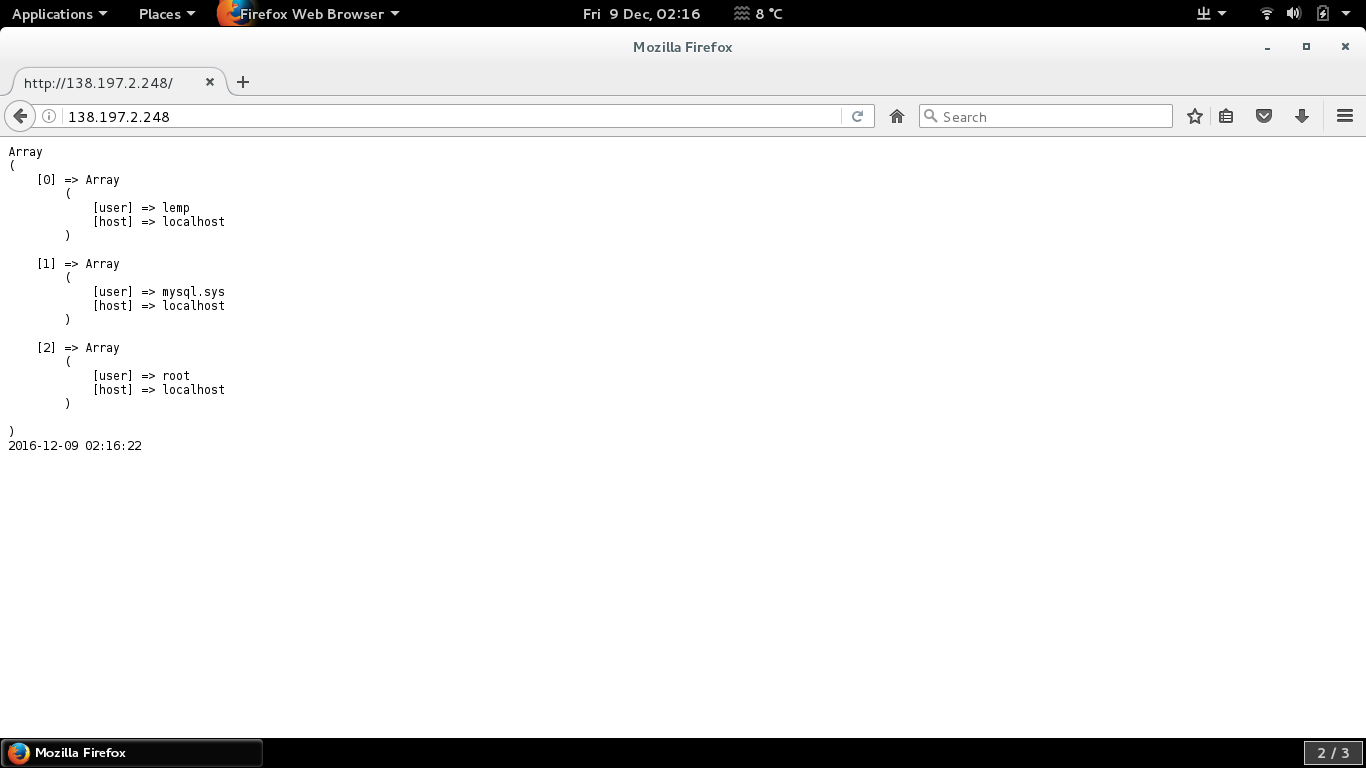 Applications Places Firefox Web Browser Fri 9 Dec, 02:16 8 °C
Mozilla Firefox
http://138.197.2.248/
138.197.2.248 Search
Array
(
    [0] => Array
        (
            [user] => lemp
            [host] => localhost
        )

    [1] => Array
        (
            [user] => mysql.sys
            [host] => localhost
        )

    [2] => Array
        (
            [user] => root
            [host] => localhost
        )

)
2016-12-09 02:16:22
Mozilla Firefox 2 / 3